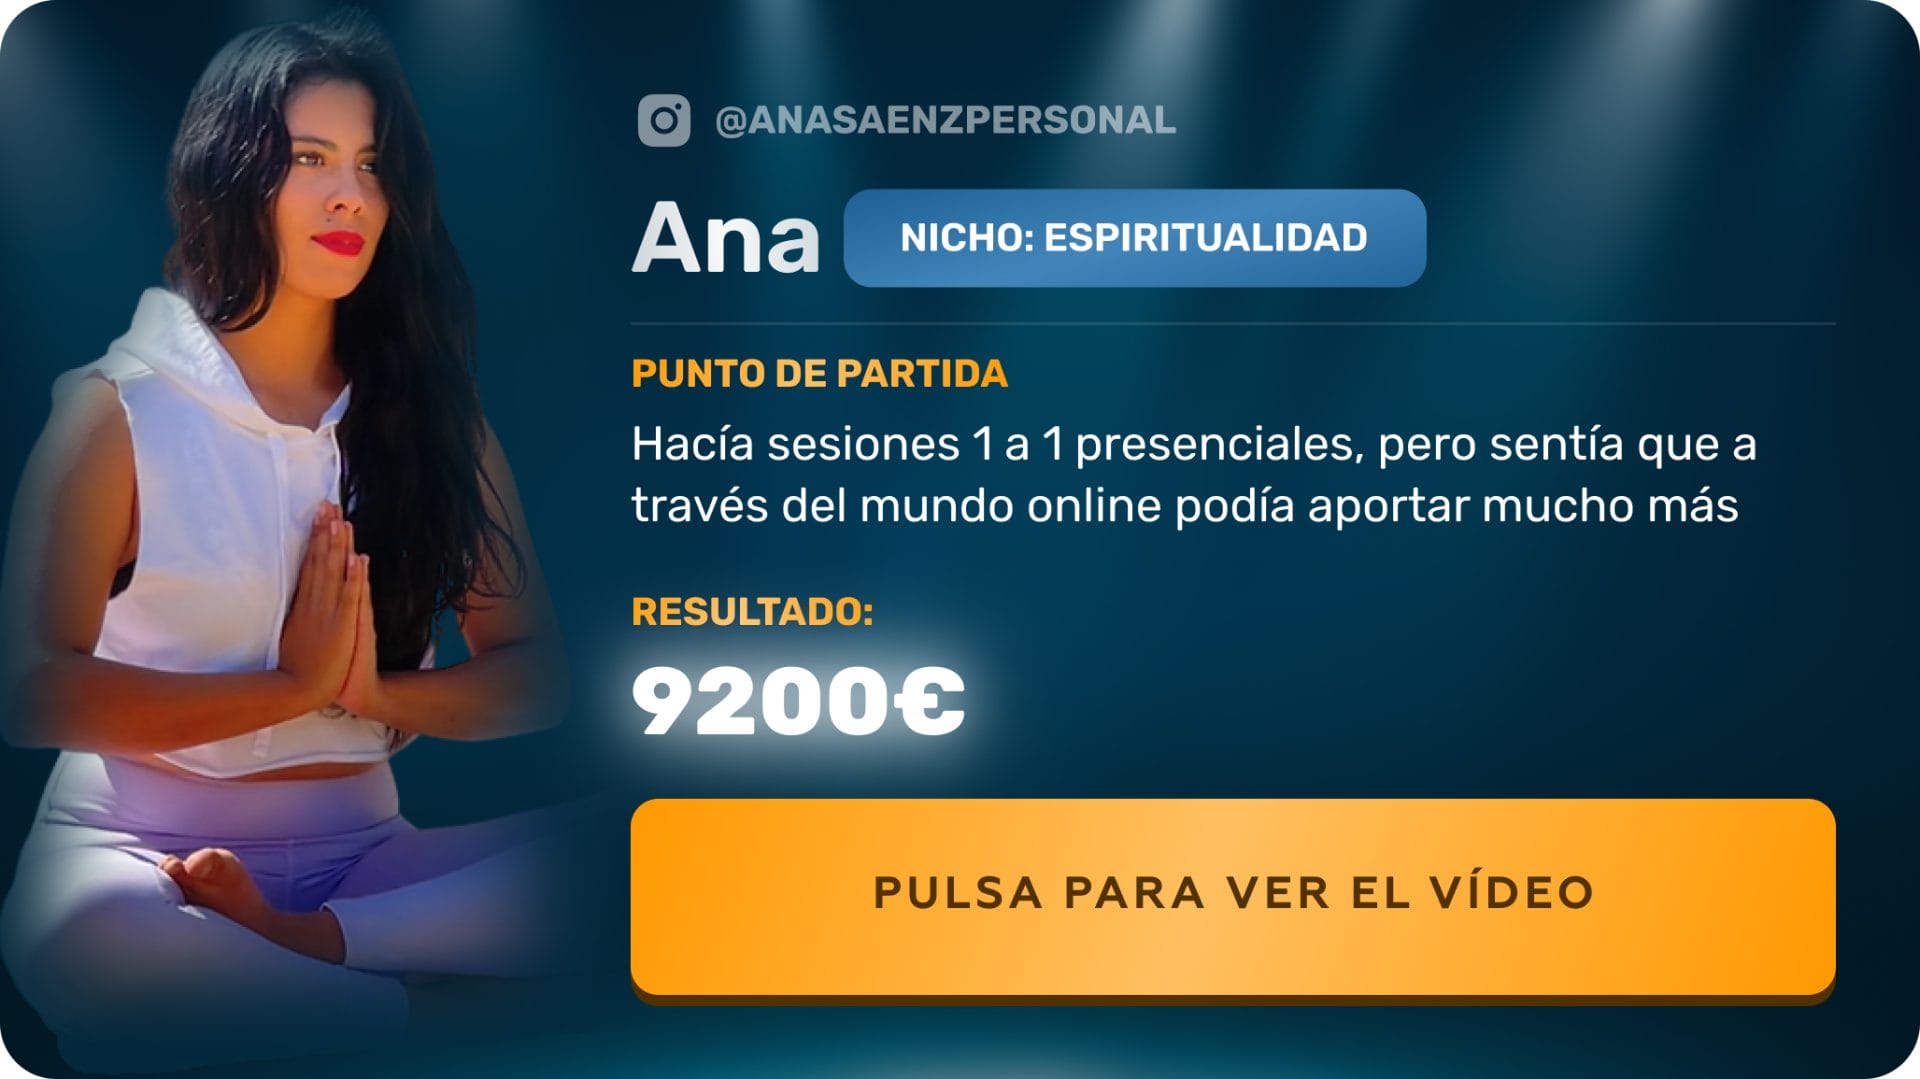 @ANASAENZPERSONAL
Ana
NICHO: ESPIRITUALIDAD
PUNTO DE PARTIDA
Hacía sesiones 1 a 1 presenciales, pero sentía que a
través del mundo online podía aportar mucho más
RESULTADO:
9200€
PULSA PARA VER EL VÍDEO